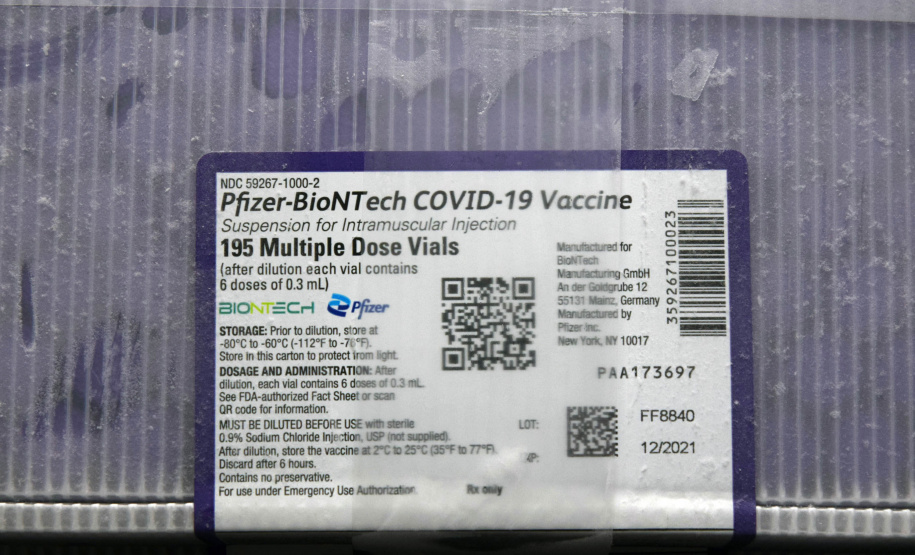 NDC 59267-1000-2
Pfizer-BioNTech COVID-19 Vaccine
Suspension for Intramuscular Injection
195 Multiple Dose Vials
(after dilution each vial contains
6 doses of 0.3 mL)
BIONTECH Pfizer
STORAGE: Prior to dilution, store at
-80°C to -60°C (-112°F to -76°F).
Store in this carton to protect from light.
DOSAGE AND ADMINISTRATION: After
dilution, each vial contains 6 doses of 0.3 mL.
See FDA-authorized Fact Sheet or scan
QR code for information.
MUST BE DILUTED BEFORE USE with sterile
0.9% Sodium Chloride Injection, USP (not supplied).
After dilution, store the vaccine at 2°C to 25°C (35°F to 77°F).
Discard after 6 hours.
Contains no preservative.
For use under Emergency Use Authorization.
Rx only
Manufactured for
BioNTech
Manufacturing GmbH
An der Goldgrube 12
55131 Mainz, Germany
Manufactured by
Pfizer Inc.
New York, NY 10017
359267100023
PAA173697
LOT: FF8840
EXP: 12/2021